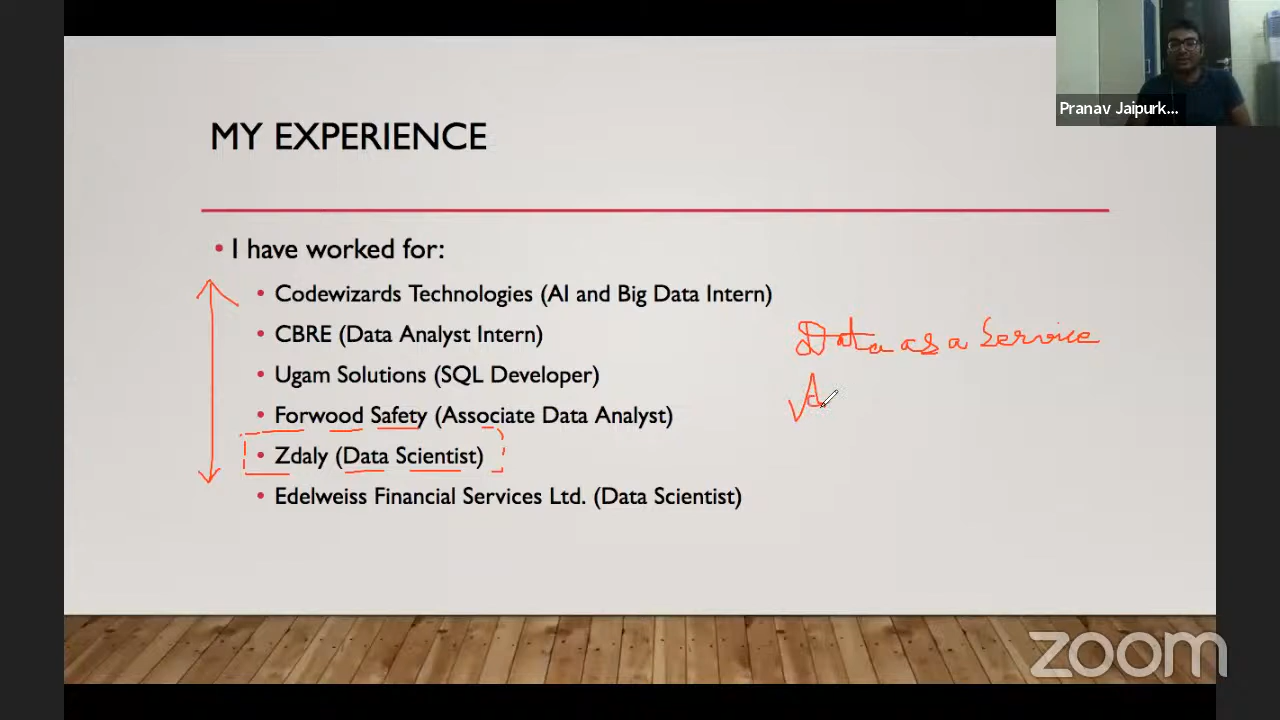 Pranav Jaipurk...
MY EXPERIENCE
• I have worked for:
• Codewizards Technologies (AI and Big Data Intern)
• CBRE (Data Analyst Intern)
• Ugam Solutions (SQL Developer)
• Forwood Safety (Associate Data Analyst)
• Zdaly (Data Scientist)
• Edelweiss Financial Services Ltd. (Data Scientist)
Data as a Service
zoom